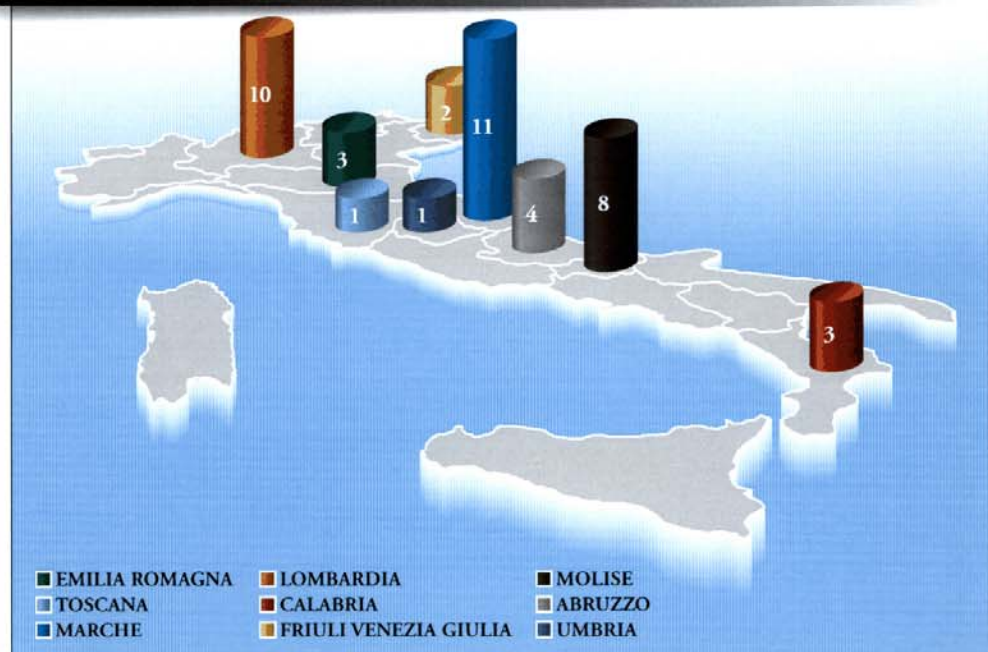 10
2
11
3
8
1
1
4
3
EMILIA ROMAGNA
TOSCANA
MARCHE
LOMBARDIA
CALABRIA
FRIULI VENEZIA GIULIA
MOLISE
ABRUZZO
UMBRIA